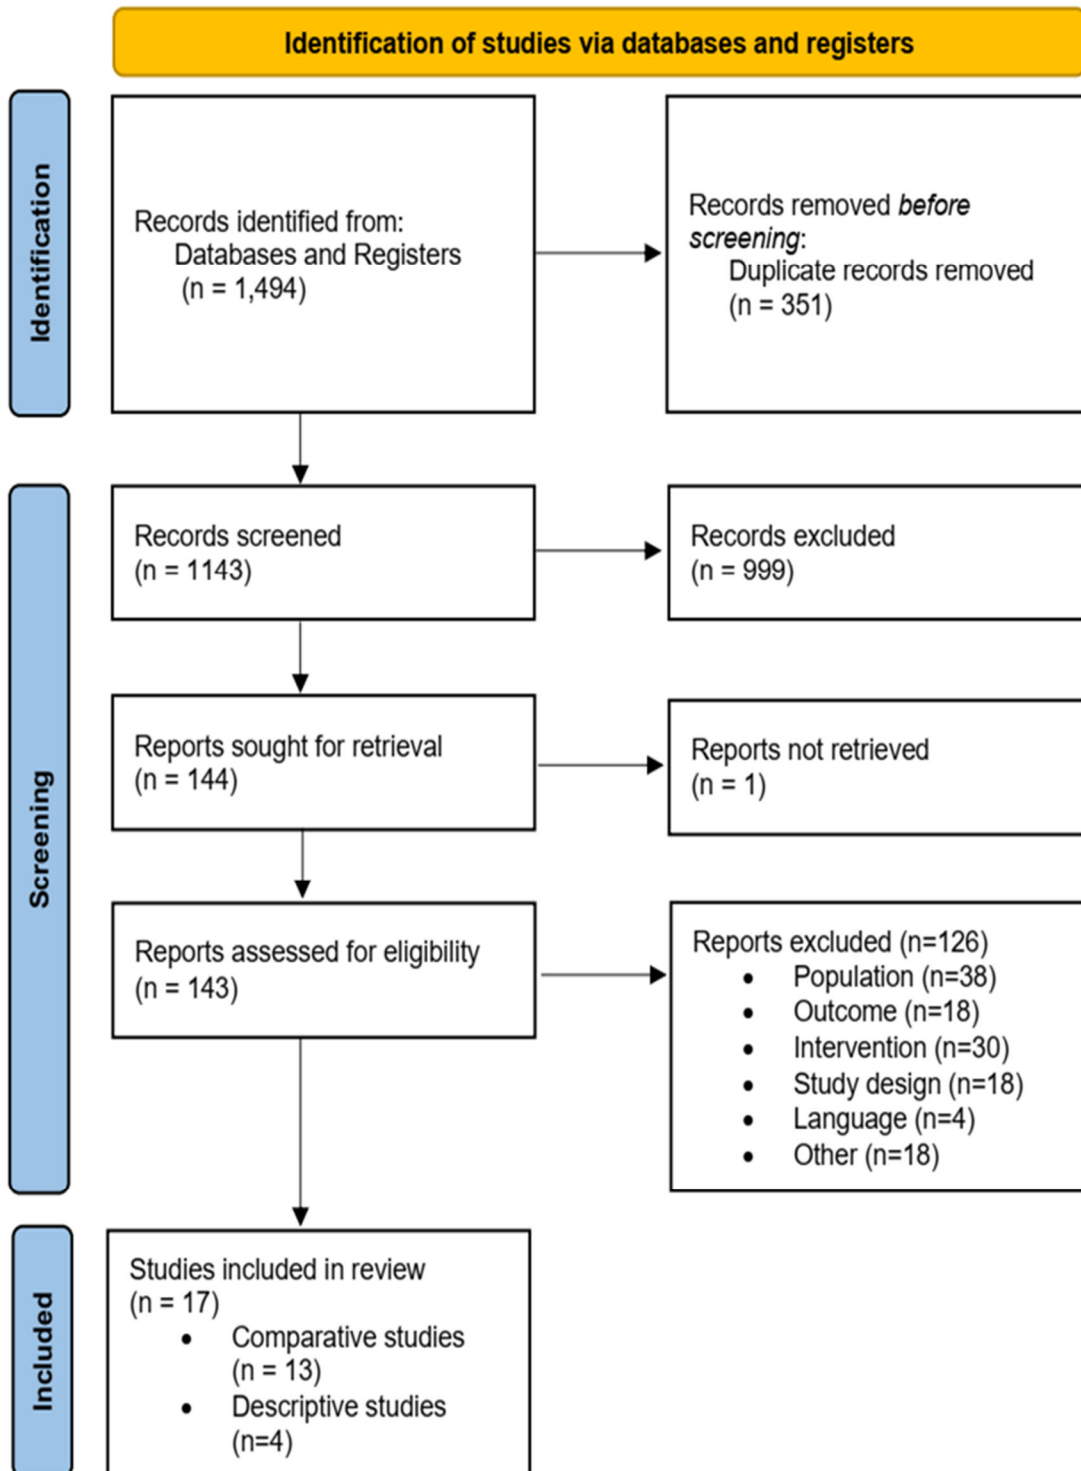 Identification of studies via databases and registers
Identification
Records identified from:
Databases and Registers
(n = 1,494)
Records removed before
screening:
Duplicate records removed
(n = 351)
Screening
Records screened
(n = 1143)
Records excluded
(n = 999)
Reports sought for retrieval
(n = 144)
Reports not retrieved
(n = 1)
Reports assessed for eligibility
(n = 143)
Reports excluded (n=126)
• Population (n=38)
• Outcome (n=18)
• Intervention (n=30)
• Study design (n=18)
• Language (n=4)
• Other (n=18)
Included
Studies included in review
(n = 17)
• Comparative studies
(n = 13)
• Descriptive studies
(n=4)